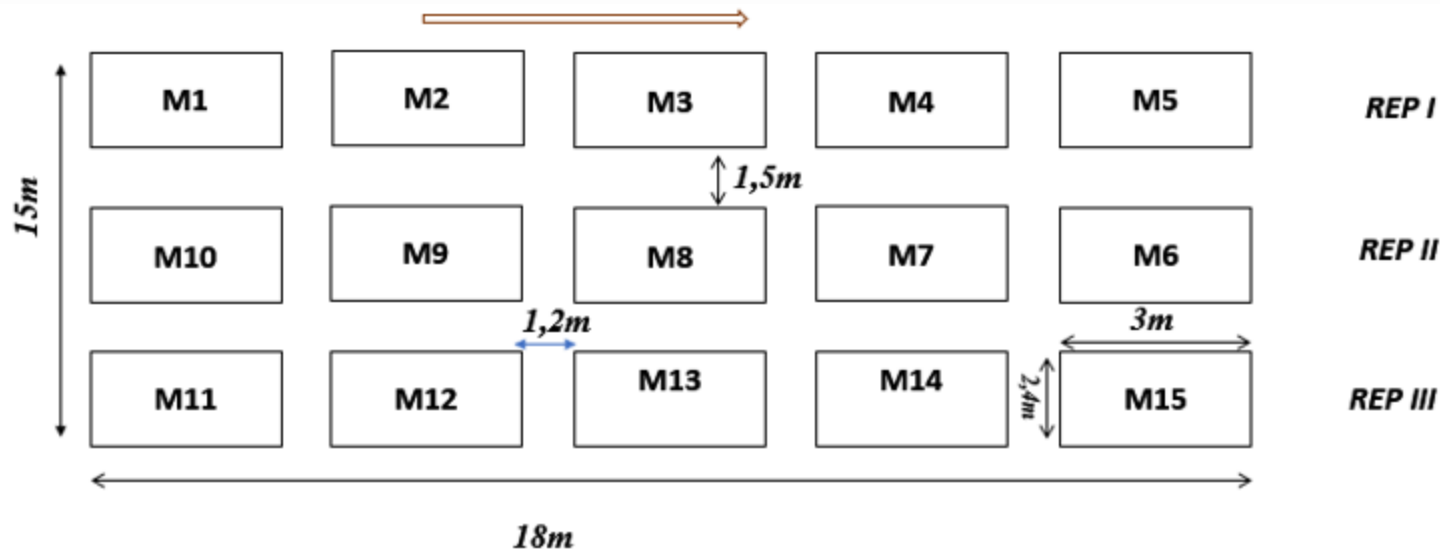 M1 M2 M3 M4 M5 REP I
1,5m
15m
M10 M9 M8 M7 M6 REP II
1,2m 3m
M11 M12 M13 M14 2,4m M15 REP III
18m